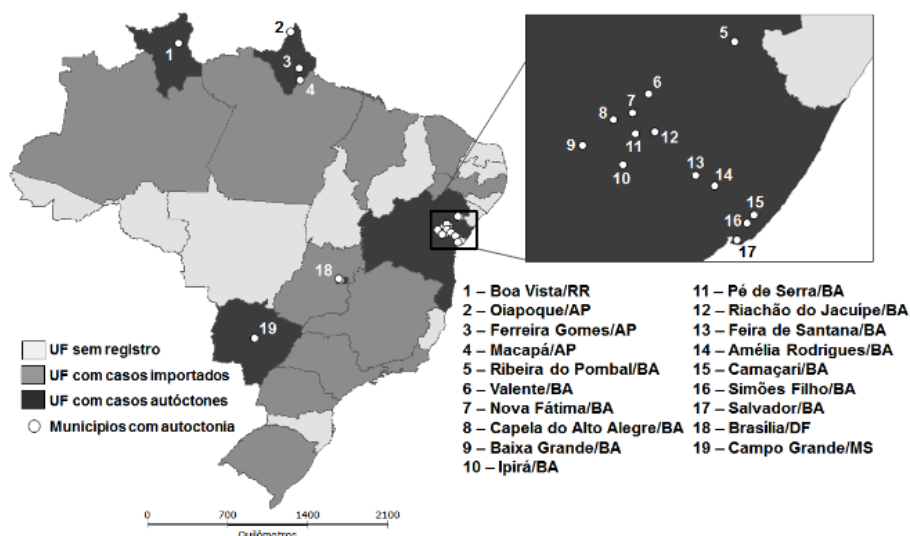 2
1
3
4
5
6
7
8
9
11
12
10
13
14
15
16
17
18
19
UF sem registro
UF com casos importados
UF com casos autóctones
Municípios com autoctonia
1 – Boa Vista/RR
2 – Oiapoque/AP
3 – Ferreira Gomes/AP
4 – Macapá/AP
5 – Ribeira do Pombal/BA
6 – Valente/BA
7 – Nova Fátima/BA
8 – Capela do Alto Alegre/BA
9 – Baixa Grande/BA
10 – Ipirá/BA
11 – Pé de Serra/BA
12 – Riachão do Jacuípe/BA
13 – Feira de Santana/BA
14 – Amélia Rodrigues/BA
15 – Camaçari/BA
16 – Simões Filho/BA
17 – Salvador/BA
18 – Brasília/DF
19 – Campo Grande/MS
0 700 1400 2100
Quilômetros